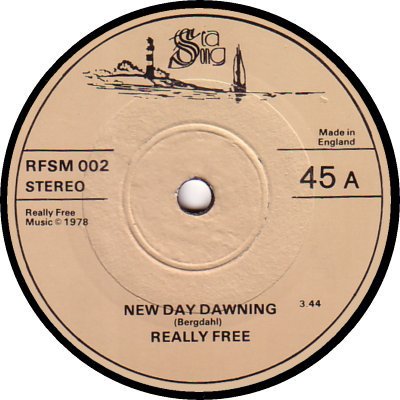 Sea
Song
Made in
England
RFSM 002
STEREO
45 A
Really Free
Music © 1978
NEW DAY DAWNING
3.44
(Bergdahl)
REALLY FREE